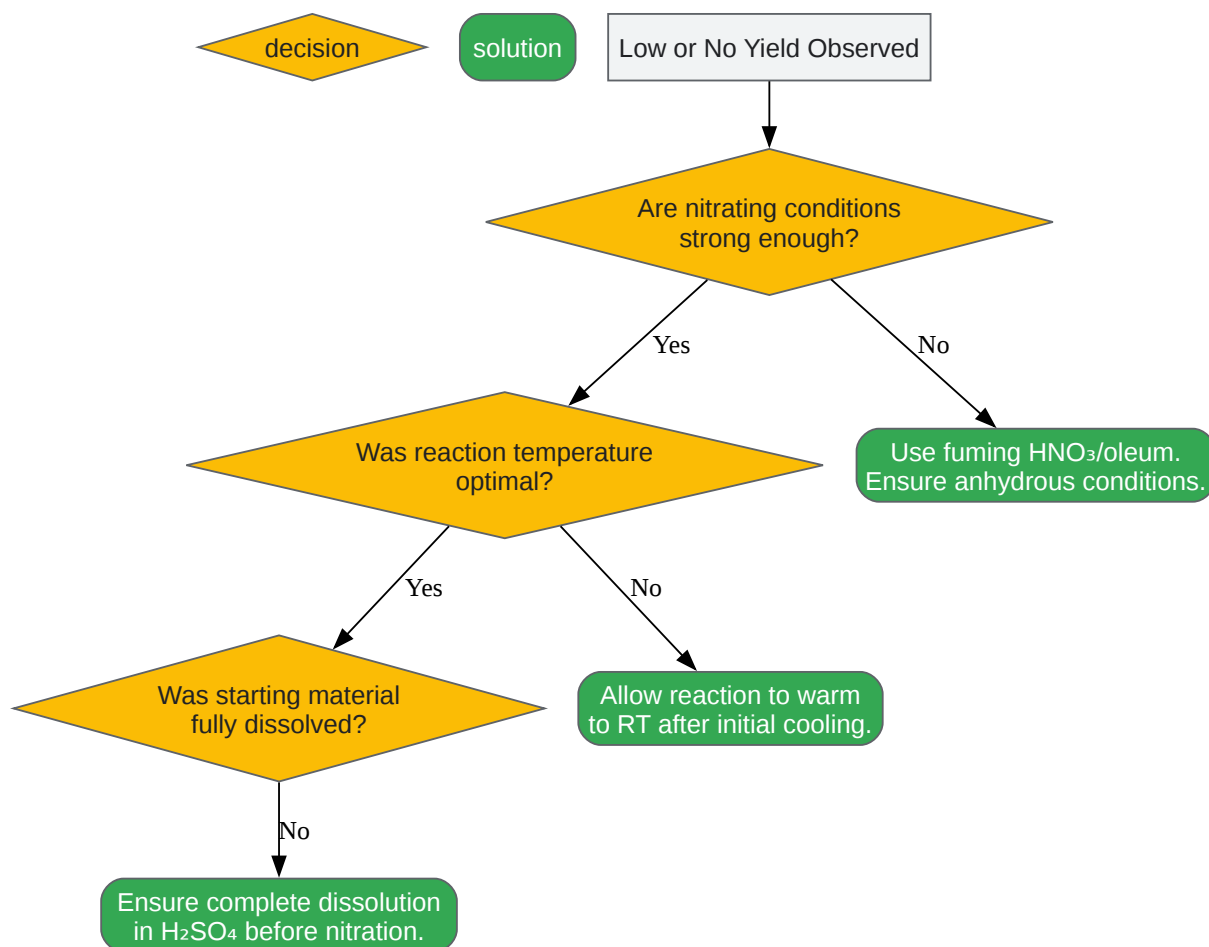 decision
solution
Low or No Yield Observed
Are nitrating conditions
strong enough?
Yes
No
Was reaction temperature
optimal?
Use fuming HNO₃/oleum.
Ensure anhydrous conditions.
Yes
No
Was starting material
fully dissolved?
Allow reaction to warm
to RT after initial cooling.
No
Ensure complete dissolution
in H₂SO₄ before nitration.